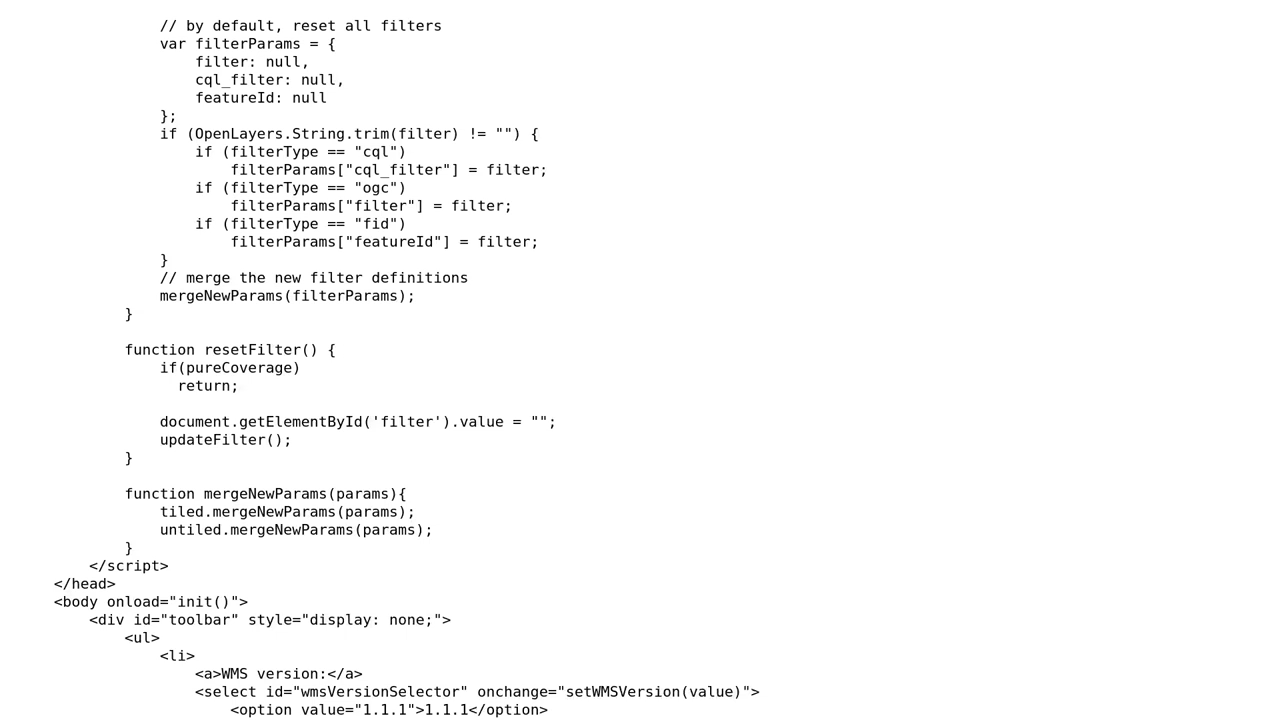 // by default, reset all filters
var filterParams = {
filter: null,
cql_filter: null,
featureId: null
};
if (OpenLayers.String.trim(filter) != "") {
if (filterType == "cql")
filterParams["cql_filter"] = filter;
if (filterType == "ogc")
filterParams["filter"] = filter;
if (filterType == "fid")
filterParams["featureId"] = filter;
}
// merge the new filter definitions
mergeNewParams(filterParams);
}
function resetFilter() {
if(pureCoverage)
return;
document.getElementById('filter').value = "";
updateFilter();
}
function mergeNewParams(params){
tiled.mergeNewParams(params);
untiled.mergeNewParams(params);
}
</script>
</head>
<body onload="init()">
<div id="toolbar" style="display: none;">
<ul>
<li>
<a>WMS version:</a>
<select id="wmsVersionSelector" onchange="setWMSVersion(value)">
<option value="1.1.1">1.1.1</option>